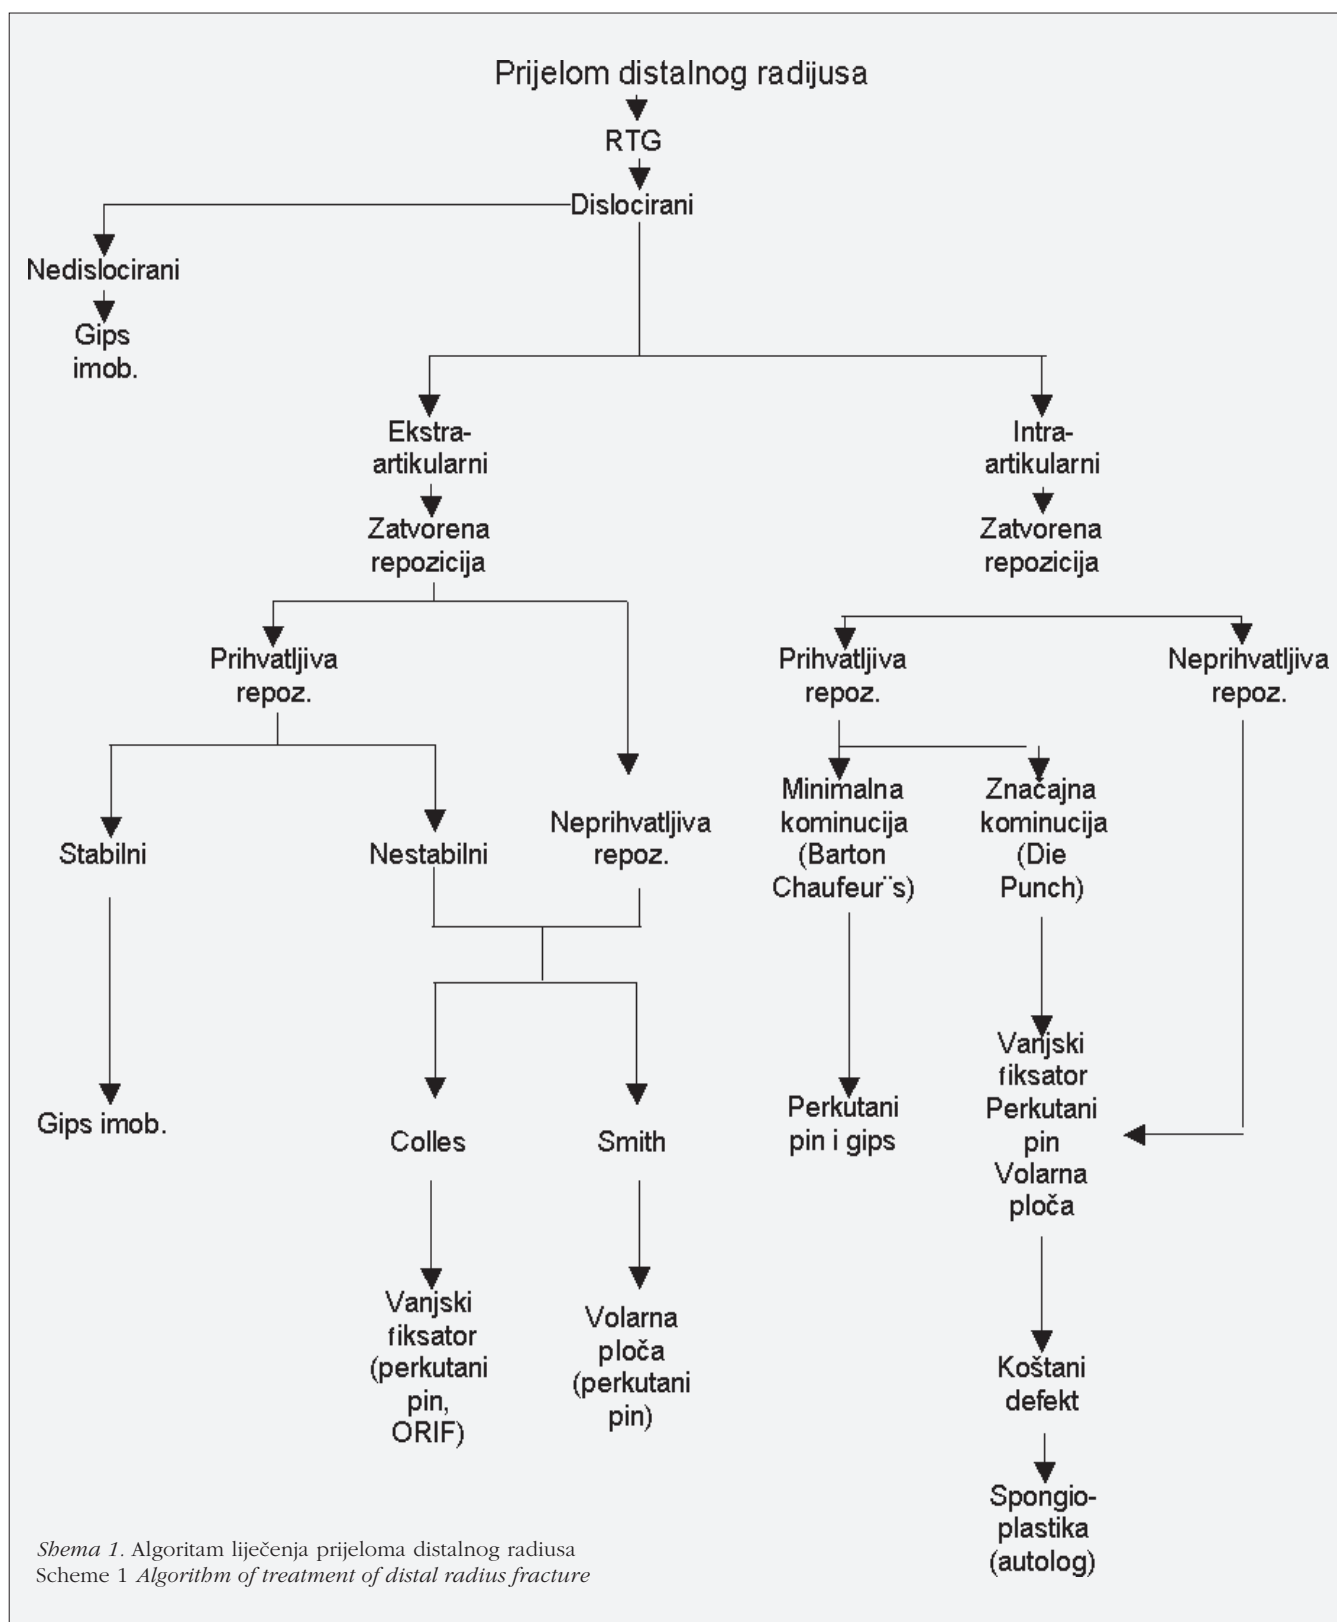 Prijelom distalnog radijusa
RTG
Dislocirani
Nedislocirani
Gips
imob.
Ekstra-
artikularni
Zatvorena
repozicija
Intra-
artikularni
Zatvorena
repozicija
Prihvatljiva
repoz.
Stabilni
Nestabilni
Neprihvatljiva
repoz.
Gips imob.
Colles
Smith
Vanjski
fiksator
(perkutani
pin,
ORIF)
Volarna
ploča
(perkutani
pin)
Prihvatljiva
repoz.
Neprihvatljiva
repoz.
Minimalna
kominucija
(Barton
Chaufeur¨s)
Značajna
kominucija
(Die
Punch)
Perkutani
pin i gips
Vanjski
fiksator
Perkutani
pin
Volarna
ploča
Koštani
defekt
Spongio-
plastika
(autolog)
Shema 1. Algoritam liječenja prijeloma distalnog radiusa
Scheme 1 Algorithm of treatment of distal radius fracture